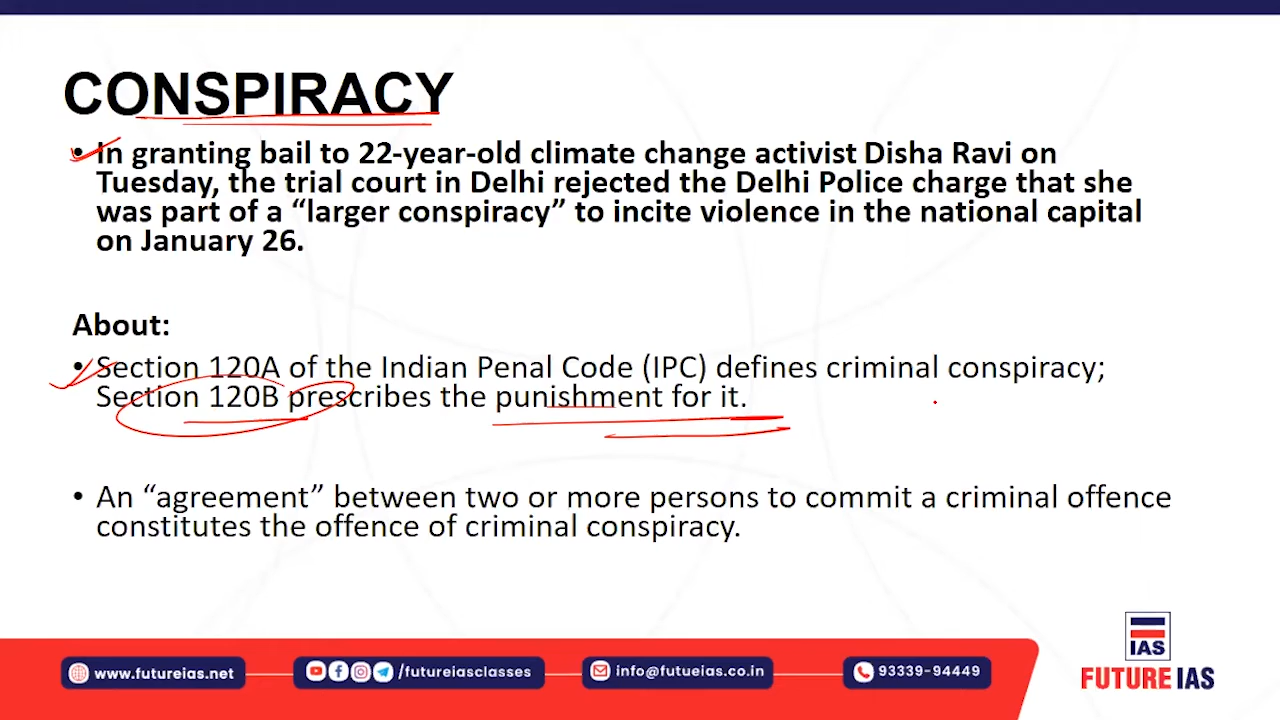 CONSPIRACY
• In granting bail to 22-year-old climate change activist Disha Ravi on
Tuesday, the trial court in Delhi rejected the Delhi Police charge that she
was part of a “larger conspiracy” to incite violence in the national capital
on January 26.
About:
• Section 120A of the Indian Penal Code (IPC) defines criminal conspiracy;
Section 120B prescribes the punishment for it.
• An “agreement” between two or more persons to commit a criminal offence
constitutes the offence of criminal conspiracy.
IAS
FUTURE IAS
www.futureias.net
/futureiasclasses
info@futueias.co.in
93339-94449